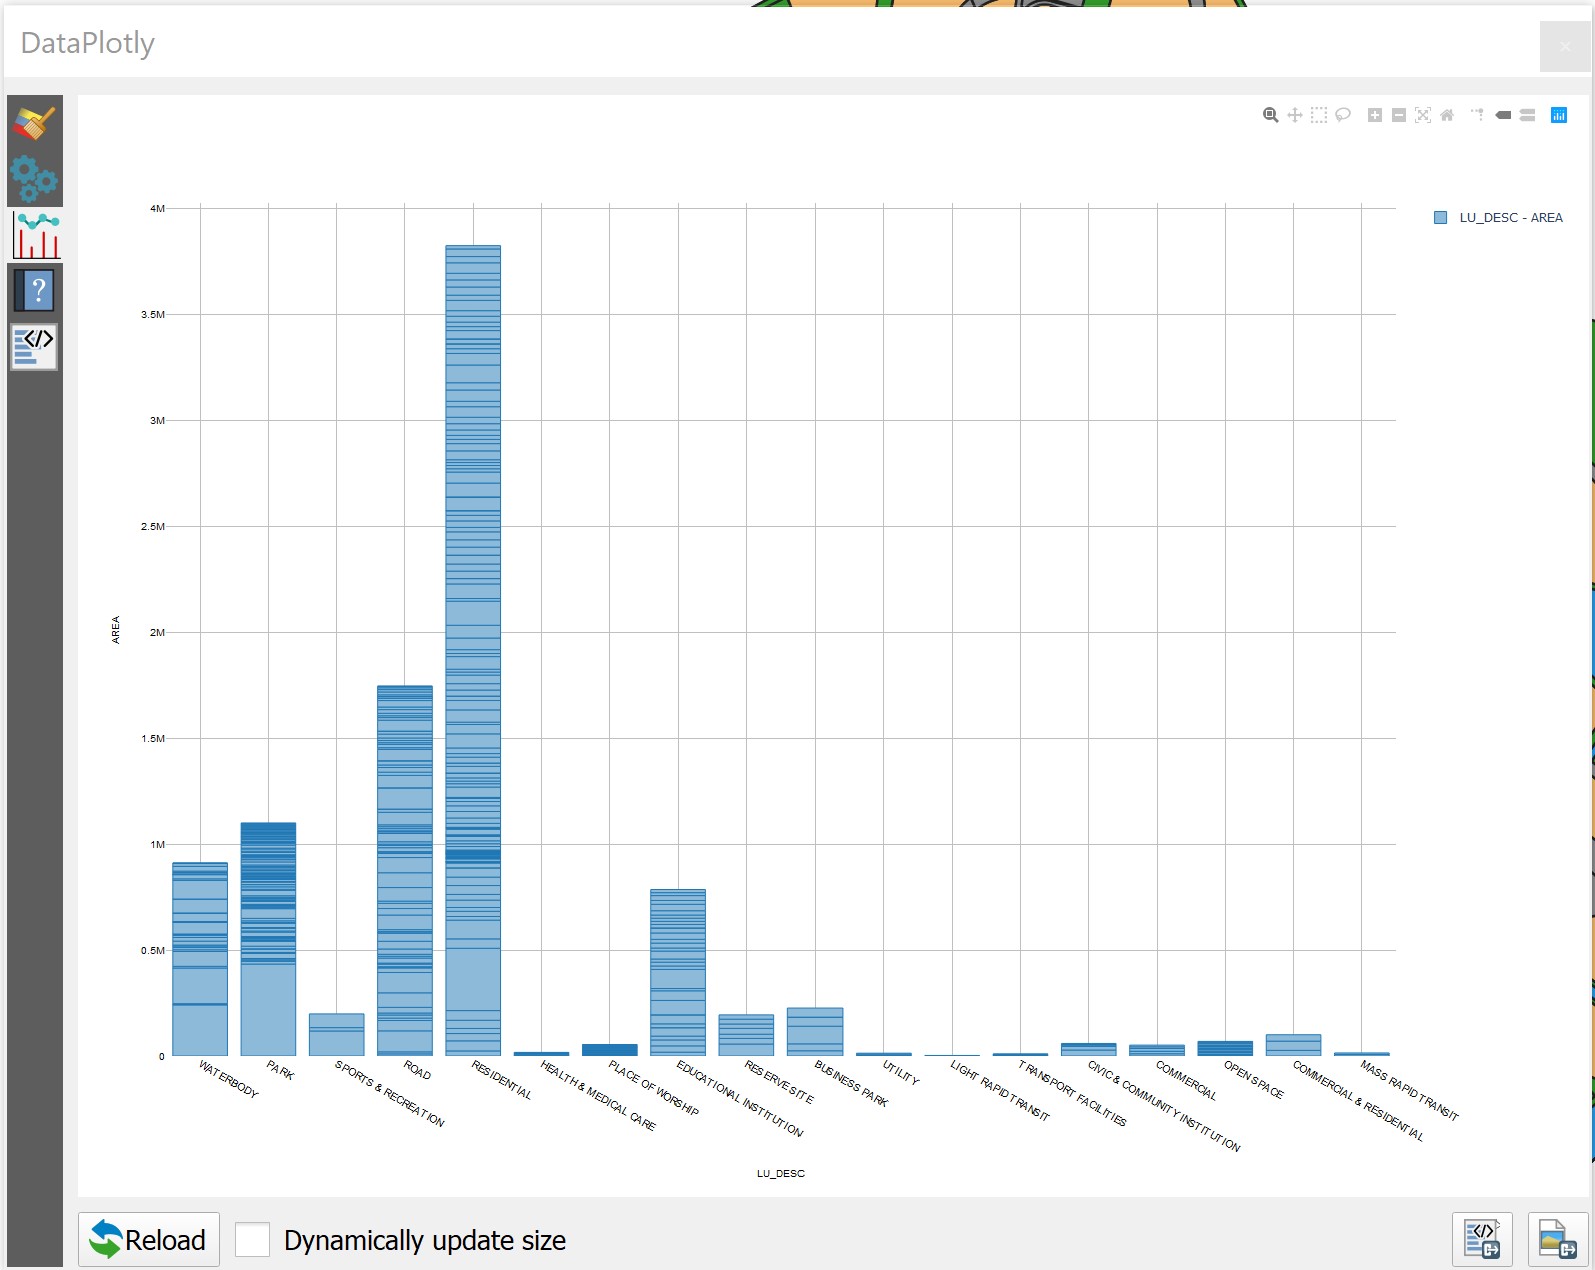 DataPlotly
4M
LU_DESC - AREA
3.5M
3M
2.5M
2M
AREA
1.5M
1M
0.5M
0
WATERBODY
PARK
SPORTS & RECREATION
ROAD
RESIDENTIAL
HEALTH & MEDICAL CARE
PLACE OF WORSHIP
EDUCATIONAL INSTITUTION
RESERVE SITE
BUSINESS PARK
UTILITY
LIGHT RAPID TRANSIT
TRANSPORT FACILITIES
CIVIC & COMMUNITY INSTITUTION
COMMERCIAL
OPEN SPACE
COMMERCIAL & RESIDENTIAL
MASS RAPID TRANSIT
LU_DESC
Reload
Dynamically update size